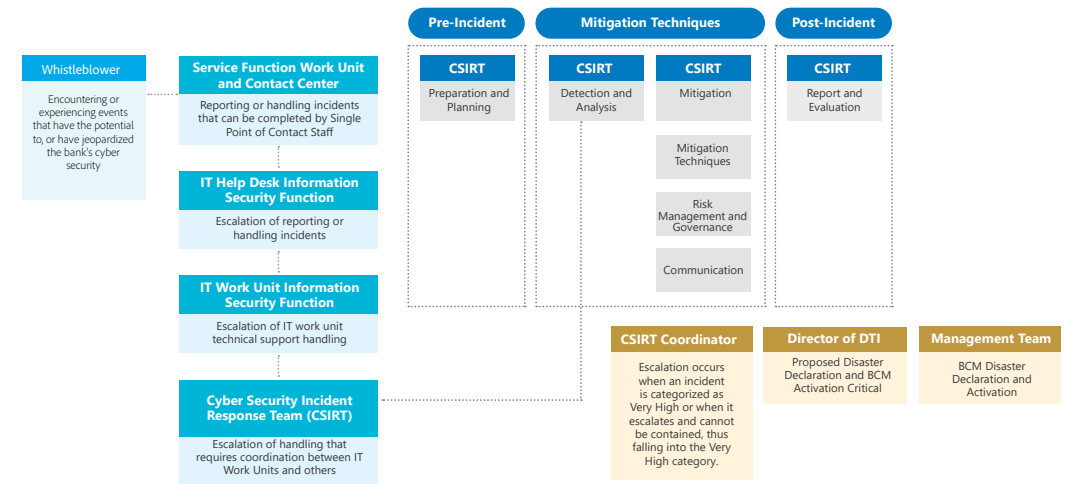 Pre-Incident
Mitigation Techniques
Post-Incident
Whistleblower
Encountering or
experiencing events
that have the potential
to, or have jeopardized
the bank's cyber
security
Service Function Work Unit
and Contact Center
Reporting or handling incidents
that can be completed by Single
Point of Contact Staff
IT Help Desk Information
Security Function
Escalation of reporting or
handling incidents
IT Work Unit Information
Security Function
Escalation of IT work unit
technical support handling
Cyber Security Incident
Response Team (CSIRT)
Escalation of handling that
requires coordination between IT
Work Units and others
CSIRT
Preparation and
Planning
CSIRT
Detection and
Analysis
CSIRT
Mitigation
Mitigation
Techniques
Risk
Management and
Governance
Communication
CSIRT
Report and
Evaluation
CSIRT Coordinator
Escalation occurs
when an incident
is categorized as
Very High or when it
escalates and cannot
be contained, thus
falling into the Very
High category.
Director of DTI
Proposed Disaster
Declaration and BCM
Activation Critical
Management Team
BCM Disaster
Declaration and
Activation